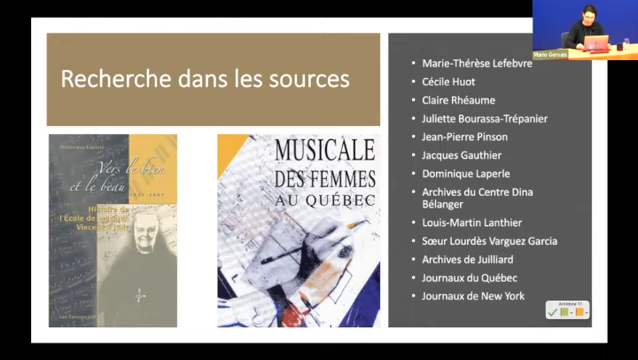 Recherche dans les sources
Vers le bien
et le beau
Histoire de
l'École de musique
Vincent-d'Indy
MUSICALE
DES FEMMES
AU QUÉBEC
• Marie-Thérèse Lefebvre
• Cécile Huot
• Claire Rhéaume
• Juliette Bourassa-Trépanier
• Jean-Pierre Pinson
• Jacques Gauthier
• Dominique Laperle
• Archives du Centre Dina
Bélanger
• Louis-Martin Lanthier
• Sœur Lourdès Varguez Garcia
• Archives de Juilliard
• Journaux du Québec
• Journaux de New York
Mario Gervais